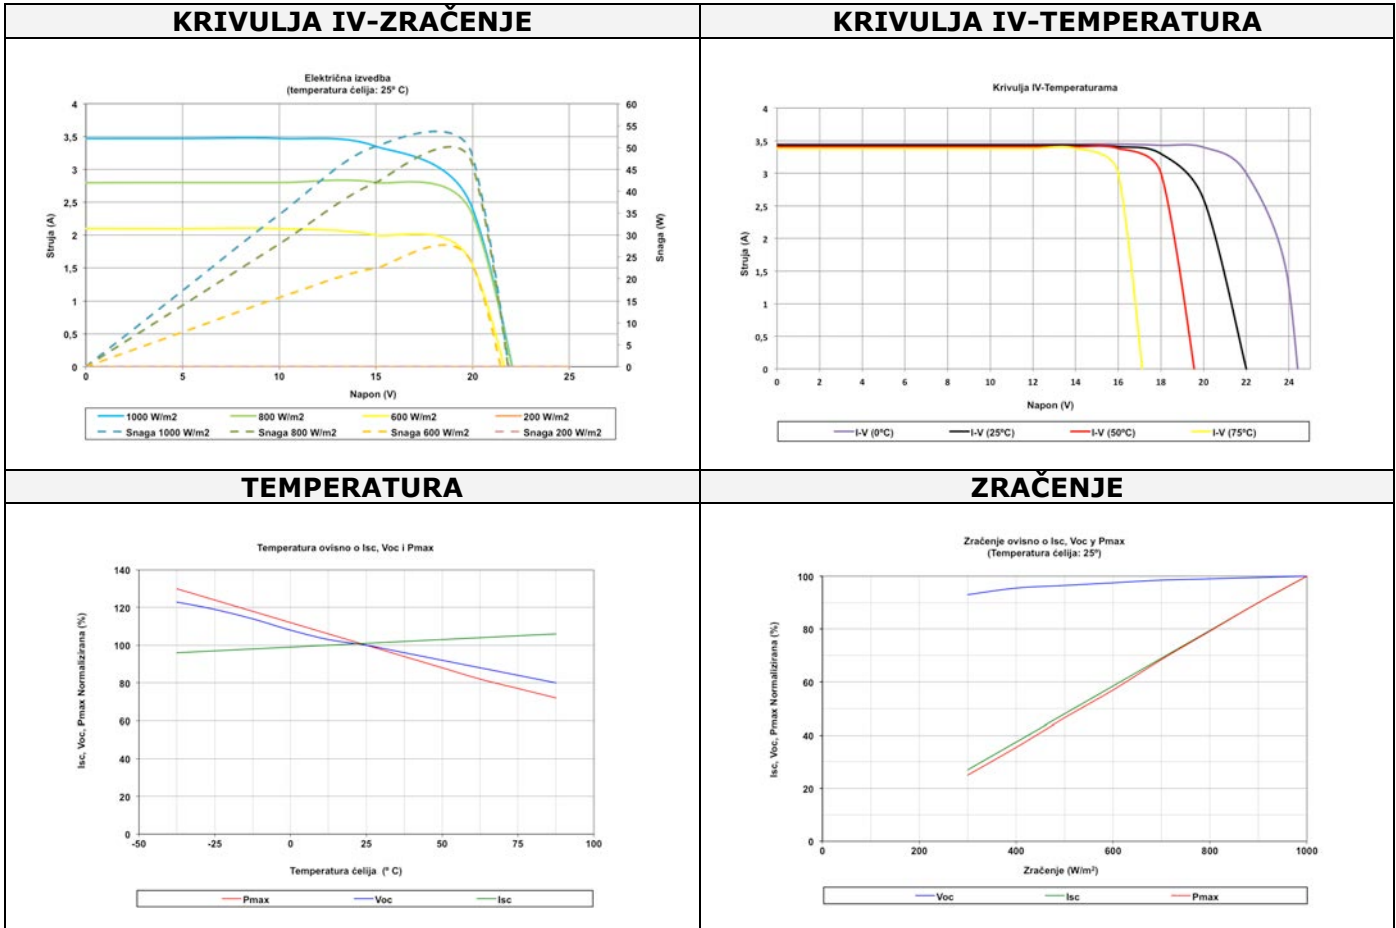 KRIVULJA IV-ZRAČENJE
Električna izvedba
(temperatura ćelija: 25º C)
4
3,5
3
2,5
2
1,5
1
0,5
0
Struja (A)
60
55
50
45
40
35
30
25
20
15
10
5
0
Snaga (W)
0 5 10 15 20 25
Napon (V)
1000 W/m2 800 W/m2 600 W/m2 200 W/m2
Snaga 1000 W/m2 Snaga 800 W/m2 Snaga 600 W/m2 Snaga 200 W/m2
KRIVULJA IV-TEMPERATURA
Krivulja IV-Temperaturama
4
3,5
3
2,5
2
1,5
1
0,5
0
Struja (A)
0 2 4 6 8 10 12 14 16 18 20 22 24
Napon (V)
I-V (0ºC) I-V (25ºC) I-V (50ºC) I-V (75ºC)
TEMPERATURA
Temperatura ovisno o Isc, Voc i Pmax
140
120
100
80
60
40
20
0
Isc, Voc, Pmax Normalizirana (%)
-50 -25 0 25 50 75 100
Temperatura ćelija (º C)
Pmax Voc Isc
ZRAČENJE
Zračenje ovisno o Isc, Voc y Pmax
(Temperatura ćelija: 25º)
100
80
60
40
20
0
Isc, Voc, Pmax Normalizirana (%)
0 200 400 600 800 1000
Zračenje (W/m²)
Voc Isc Pmax